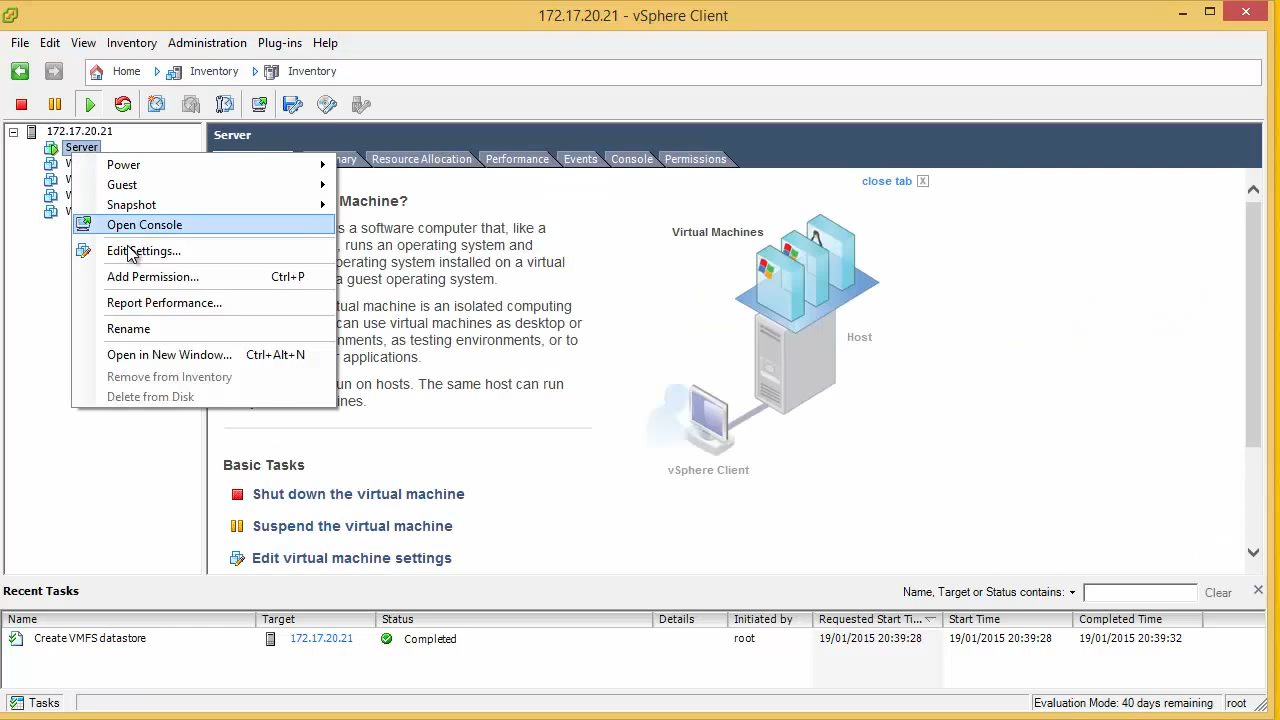 172.17.20.21 - vSphere Client
File Edit View Inventory Administration Plug-ins Help
Home Inventory Inventory
172.17.20.21
Server
Power
Guest
Snapshot
Open Console
Edit Settings...
Add Permission... Ctrl+P
Report Performance...
Rename
Open in New Window... Ctrl+Alt+N
Remove from Inventory
Delete from Disk
Server
Resource Allocation Performance Events Console Permissions
close tab X
Machine?
s a software computer that, like a
, runs an operating system and
operating system installed on a virtual
a guest operating system.
machine is an isolated computing
can use virtual machines as desktop or
as testing environments, or to
applications.
on hosts. The same host can run
Virtual Machines
Host
vSphere Client
Basic Tasks
Shut down the virtual machine
Suspend the virtual machine
Edit virtual machine settings
Recent Tasks
Name, Target or Status contains: Clear
Name Target Status Details Initiated by Requested Start Ti... Start Time Completed Time
Create VMFS datastore 172.17.20.21 Completed root 19/01/2015 20:39:28 19/01/2015 20:39:28 19/01/2015 20:39:32
Tasks Evaluation Mode: 40 days remaining root